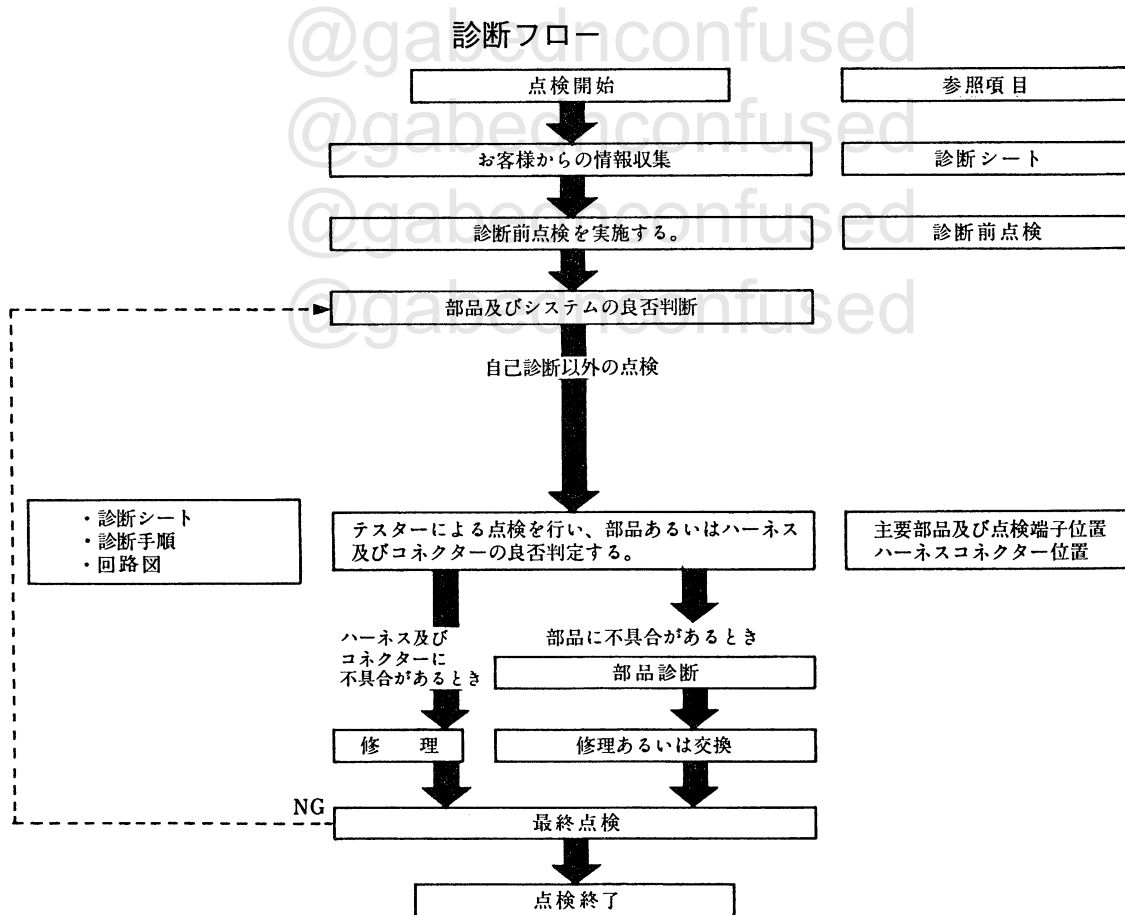 @gabednconfused
診断フロー
点検開始
参照項目
@gabednconfused
お客様からの情報収集
診断シート
@gabednconfused
診断前点検を実施する。
診断前点検
@gabednconfused
部品及びシステムの良否判断
自己診断以外の点検
・診断シート
・診断手順
・回路図
テスターによる点検を行い、部品あるいはハーネス
及びコネクターの良否判定する。
主要部品及び点検端子位置
ハーネスコネクター位置
ハーネス及び
コネクターに
不具合があるとき
部品に不具合があるとき
部品診断
修 理
修理あるいは交換
NG
最終点検
点検終了